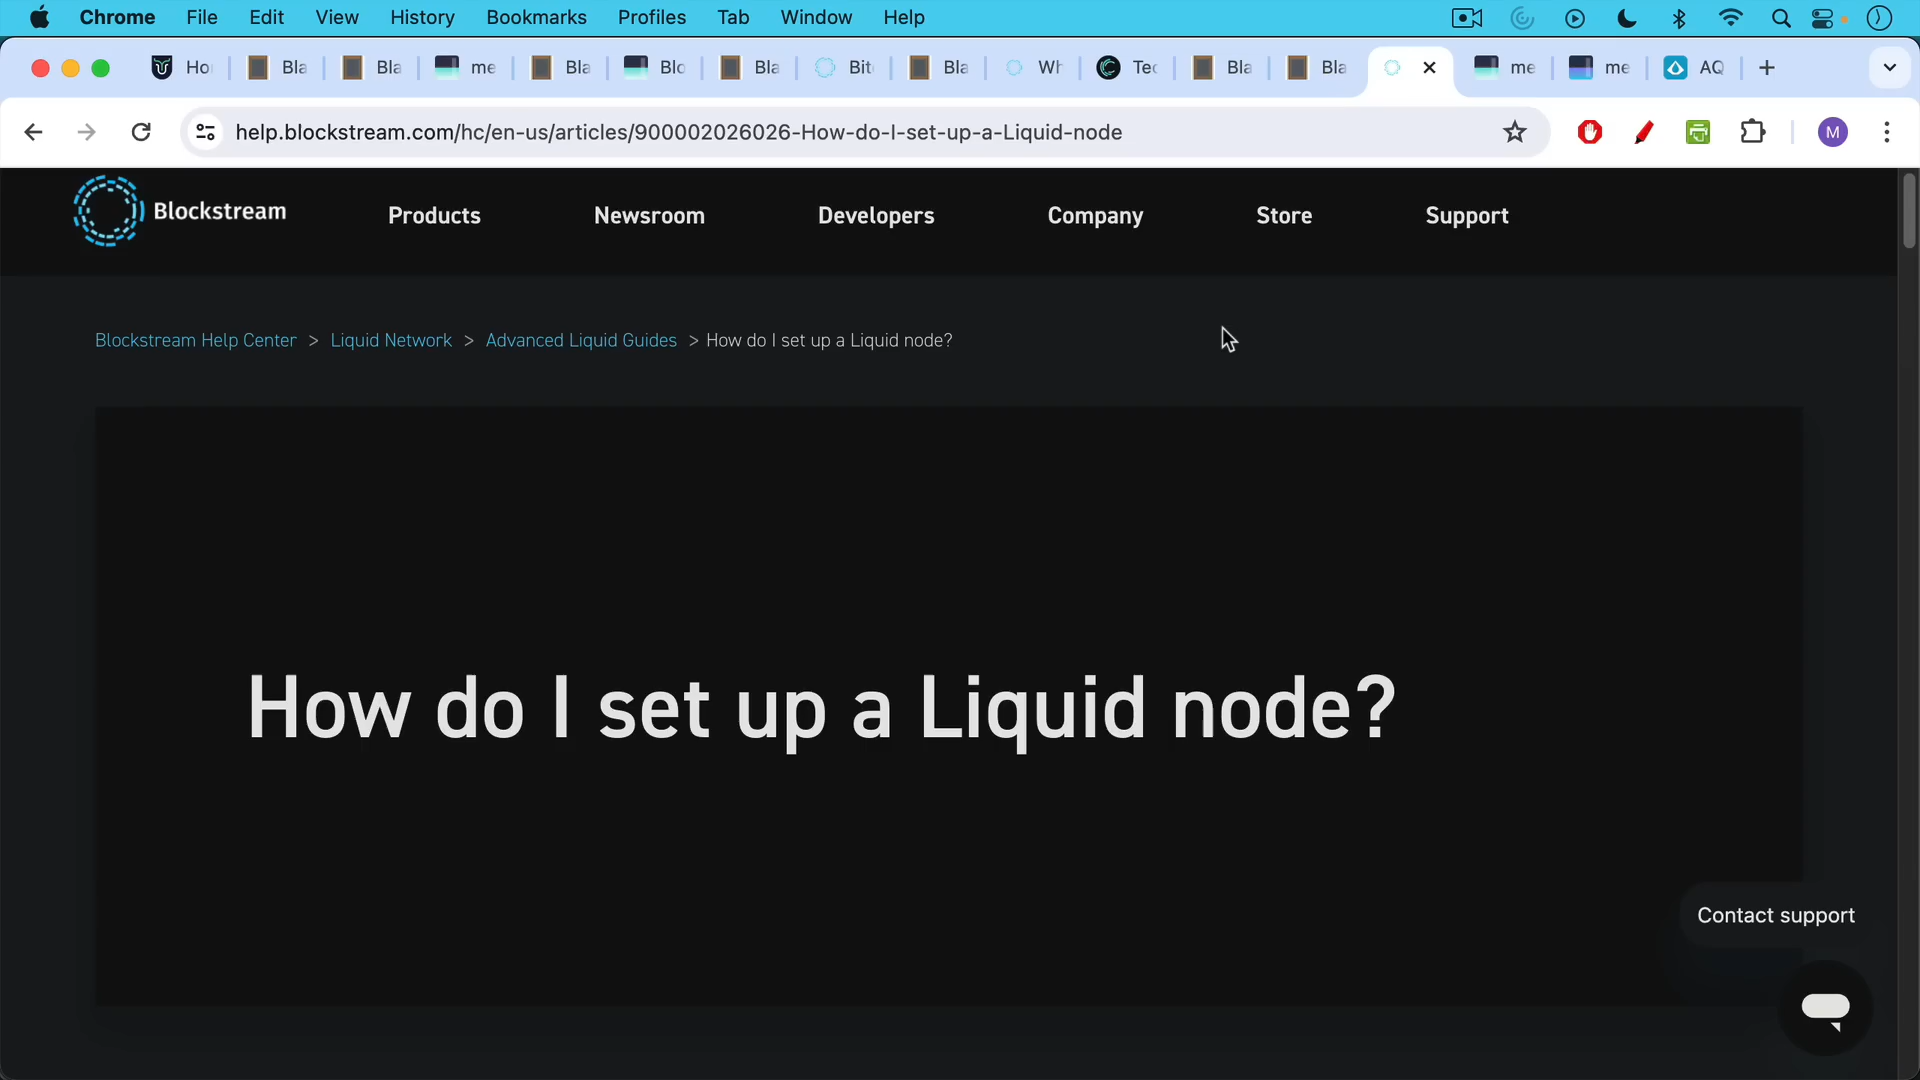 Chrome File Edit View History Bookmarks Profiles Tab Window Help
Ho Bla Bla me Bla Blo Bla Bit Bla Wh Tec Bla Bla me me AQ
help.blockstream.com/hc/en-us/articles/900002026026-How-do-I-set-up-a-Liquid-node M
Blockstream Products Newsroom Developers Company Store Support
Blockstream Help Center > Liquid Network > Advanced Liquid Guides > How do I set up a Liquid node?
How do I set up a Liquid node?
Contact support